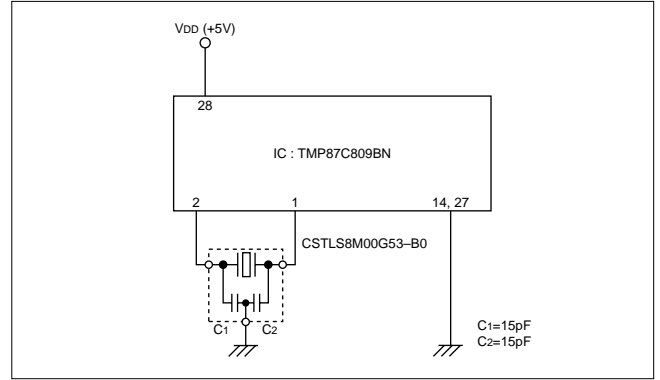 VDD (+5V)
28
IC : TMP87C809BN
2 1 14, 27
CSTLS8M00G53–B0
C1 C2
C1=15pF
C2=15pF